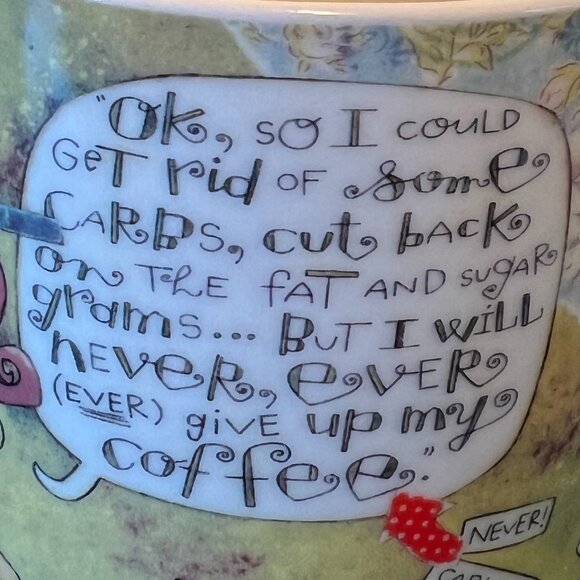 "Ok, so I could
get rid of some
carbs, cut back
on the fat and sugar
grams... But I will
never, ever
(EVER) give up my
coffee."
NEVER!